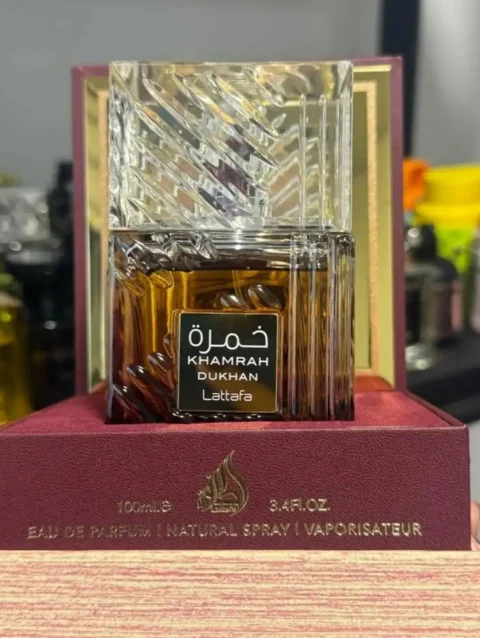 خمرة
KHAMRAH
DUKHAN
Lattafa
100ml.℮ 3.4Fl.OZ.
EAU DE PARFUM | NATURAL SPRAY | VAPORISATEUR